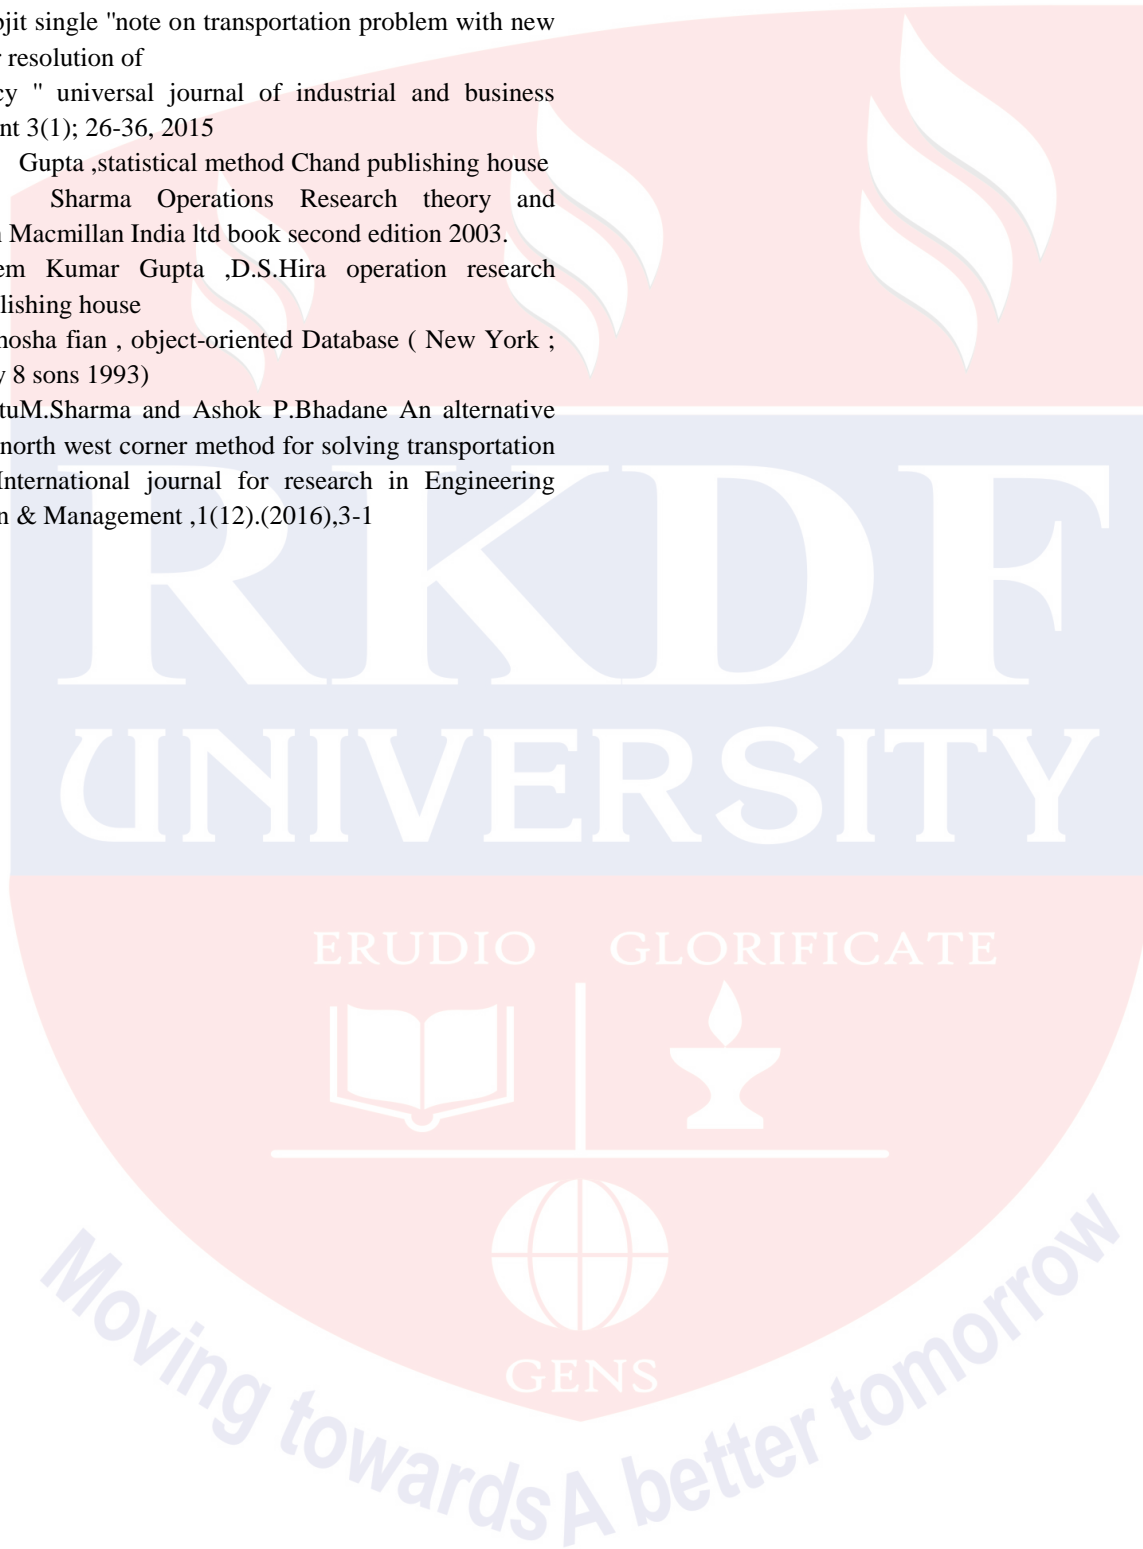 ojit single "note on transportation problem with new
r resolution of
cy " universal journal of industrial and business
nt 3(1); 26-36, 2015
Gupta ,statistical method Chand publishing house
Sharma Operations Research theory and
n Macmillan India ltd book second edition 2003.
em Kumar Gupta ,D.S.Hira operation research
lishing house
hosha fian , object-oriented Database ( New York ;
y 8 sons 1993)
tuM.Sharma and Ashok P.Bhadane An alternative
north west corner method for solving transportation
International journal for research in Engineering
n & Management ,1(12).(2016),3-1
RKDF
UNIVERSITY
ERUDIO GLORIFICATE
GENS
Moving towards A better tomorrow